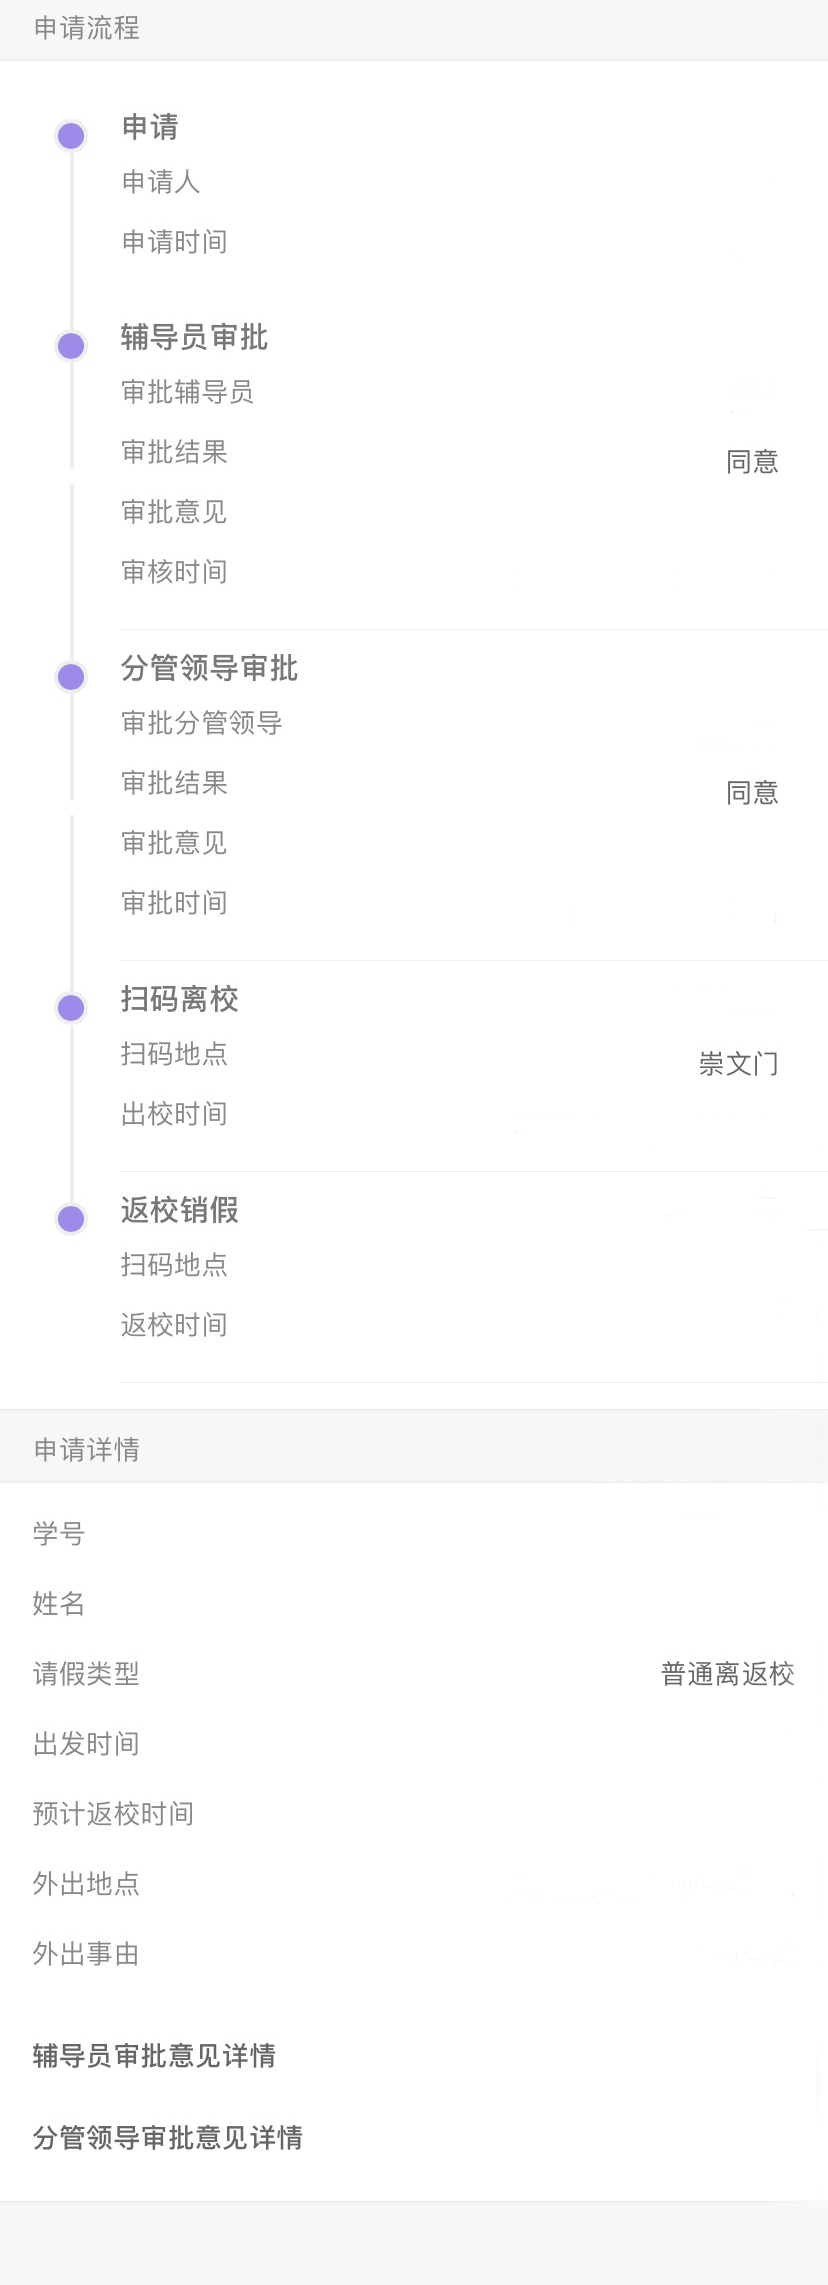 申请流程
申请
申请人
申请时间
辅导员审批
审批辅导员
审批结果 同意
审批意见
审核时间
分管领导审批
审批分管领导
审批结果 同意
审批意见
审批时间
扫码离校
扫码地点 崇文门
出校时间
返校销假
扫码地点
返校时间
申请详情
学号
姓名
请假类型 普通离返校
出发时间
预计返校时间
外出地点
外出事由
辅导员审批意见详情
分管领导审批意见详情